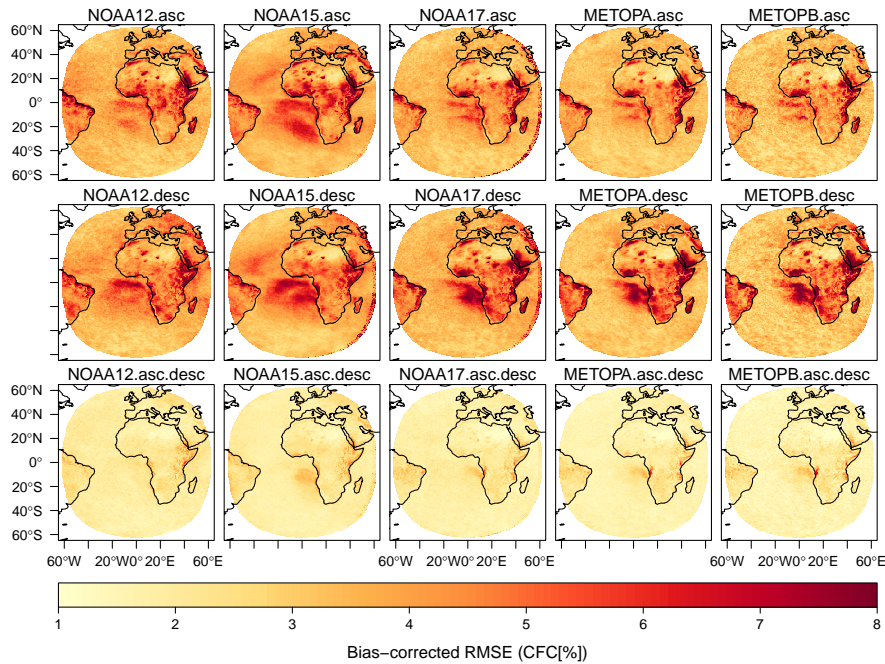 NOAA12.asc NOAA15.asc NOAA17.asc METOPA.asc METOPB.asc
60°N
40°N
20°N
0°
20°S
40°S
60°S
NOAA12.desc NOAA15.desc NOAA17.desc METOPA.desc METOPB.desc
NOAA12.asc.desc NOAA15.asc.desc NOAA17.asc.desc METOPA.asc.desc METOPB.asc.desc
60°N
40°N
20°N
0°
20°S
40°S
60°S
60°W 20°W 0° 20°E 60°E 60°W 20°W 0° 20°E 60°E 60°W 20°W 0° 20°E 60°E
1 2 3 4 5 6 7 8
Bias−corrected RMSE (CFC[%])